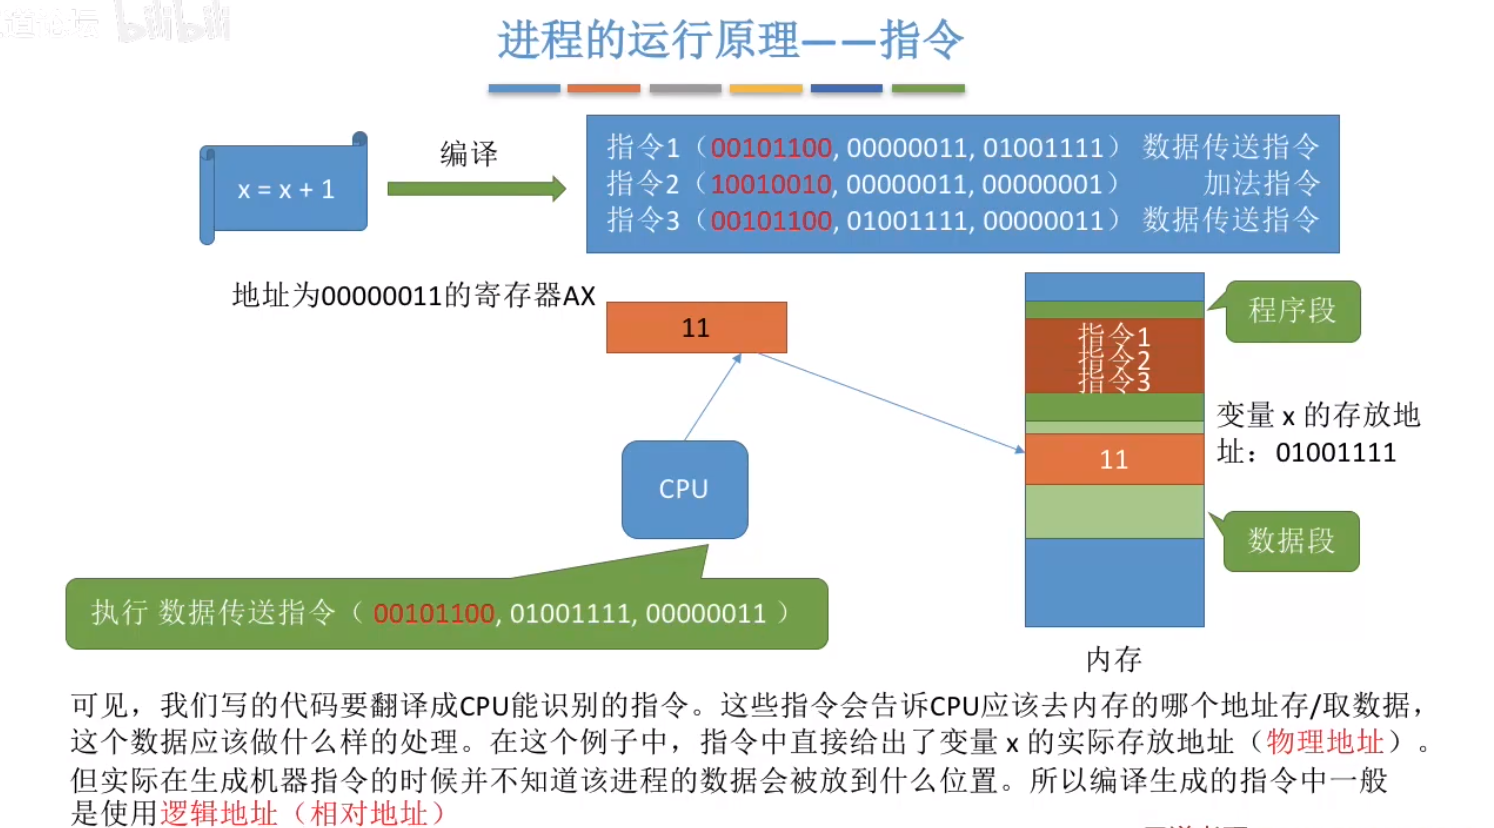 道论坛 bilibili
进程的运行原理——指令
x = x + 1
编译
指令1（00101100, 00000011, 01001111） 数据传送指令
指令2（10010010, 00000011, 00000001） 加法指令
指令3（00101100, 01001111, 00000011） 数据传送指令
地址为00000011的寄存器AX
11
程序段
指令1
指令2
指令3
变量 x 的存放地
址：01001111
11
CPU
数据段
执行 数据传送指令（ 00101100, 01001111, 00000011 ）
内存
可见，我们写的代码要翻译成CPU能识别的指令。这些指令会告诉CPU应该去内存的哪个地址存/取数据，
这个数据应该做什么样的处理。在这个例子中，指令中直接给出了变量 x 的实际存放地址（物理地址）。
但实际在生成机器指令的时候并不知道该进程的数据会被放到什么位置。所以编译生成的指令中一般
是使用逻辑地址（相对地址）